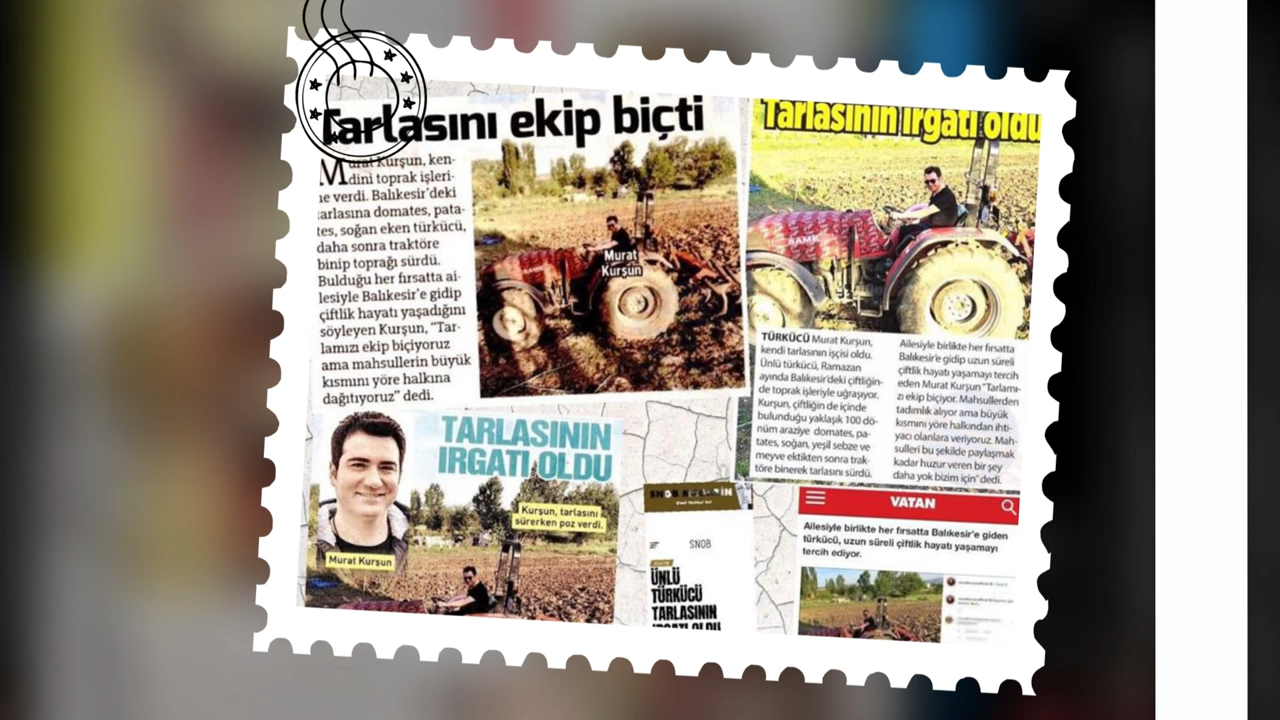 Tarlasını ekip biçti
Murat Kurşun, ken-
dini toprak işleri-
ne verdi. Balıkesir'deki
tarlasına domates, pata-
tes, soğan eken türkücü,
daha sonra traktöre
binip toprağı sürdü.
Bulduğu her fırsatta ai-
lesiyle Balıkesir'e gidip
çiftlik hayatı yaşadığını
söyleyen Kurşun, "Tar-
lamızı ekip biçiyoruz
ama mahsullerin büyük
kısmını yöre halkına
dağıtıyoruz" dedi.
Murat
Kurşun
Tarlasının ırgatı oldu
TÜRKÜCÜ Murat Kurşun,
kendi tarlasının işçisi oldu.
Ünlü türkücü, Ramazan
ayında Balıkesir'deki çiftliğin-
de toprak işleriyle uğraşıyor.
Kurşun, çiftliğin de içinde
bulunduğu yaklaşık 100 dö-
nüm araziye domates, pa-
tates, soğan, yeşil sebze ve
meyve ektikten sonra trak-
töre binerek tarlasını sürdü.
Ailesiyle birlikte her fırsatta
Balıkesir'e gidip uzun süreli
çiftlik hayatı yaşamayı tercih
eden Murat Kurşun "Tarlamı-
zı ekip biçiyor. Mahsullerden
tadımlık alıyor ama büyük
kısmını yöre halkından ihti-
yacı olanlara veriyoruz. Mah-
sulleri bu şekilde paylaşmak
kadar huzur veren bir şey
daha yok bizim için" dedi.
TARLASININ
IRGATI OLDU
Kurşun, tarlasını
sürerken poz verdi.
Murat Kurşun
SNOB
ÜNLÜ
TÜRKÜCÜ
TARLASININ
IRGATI OLDU
VATAN
Ailesiyle birlikte her fırsatta Balıkesir'e giden
türkücü, uzun süreli çiftlik hayatı yaşamayı
tercih ediyor.